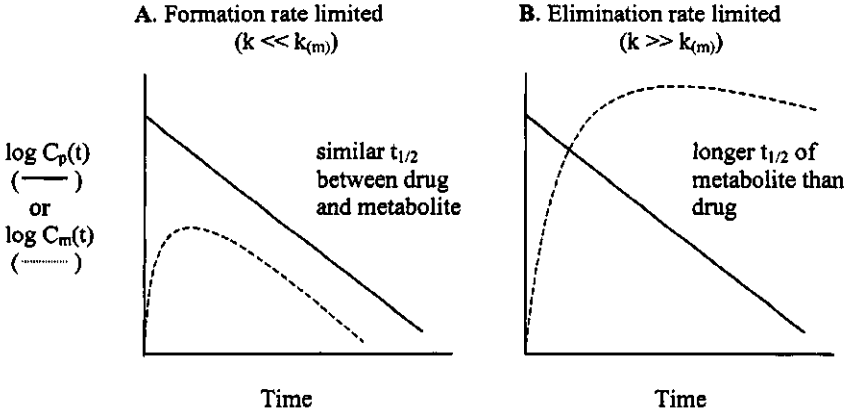 A. Formation rate limited
(k << k(m))
B. Elimination rate limited
(k >> k(m))
log Cp(t)
(——)
or
log Cm(t)
(┈┈)
similar t1/2
between drug
and metabolite
longer t1/2 of
metabolite than
drug
Time
Time